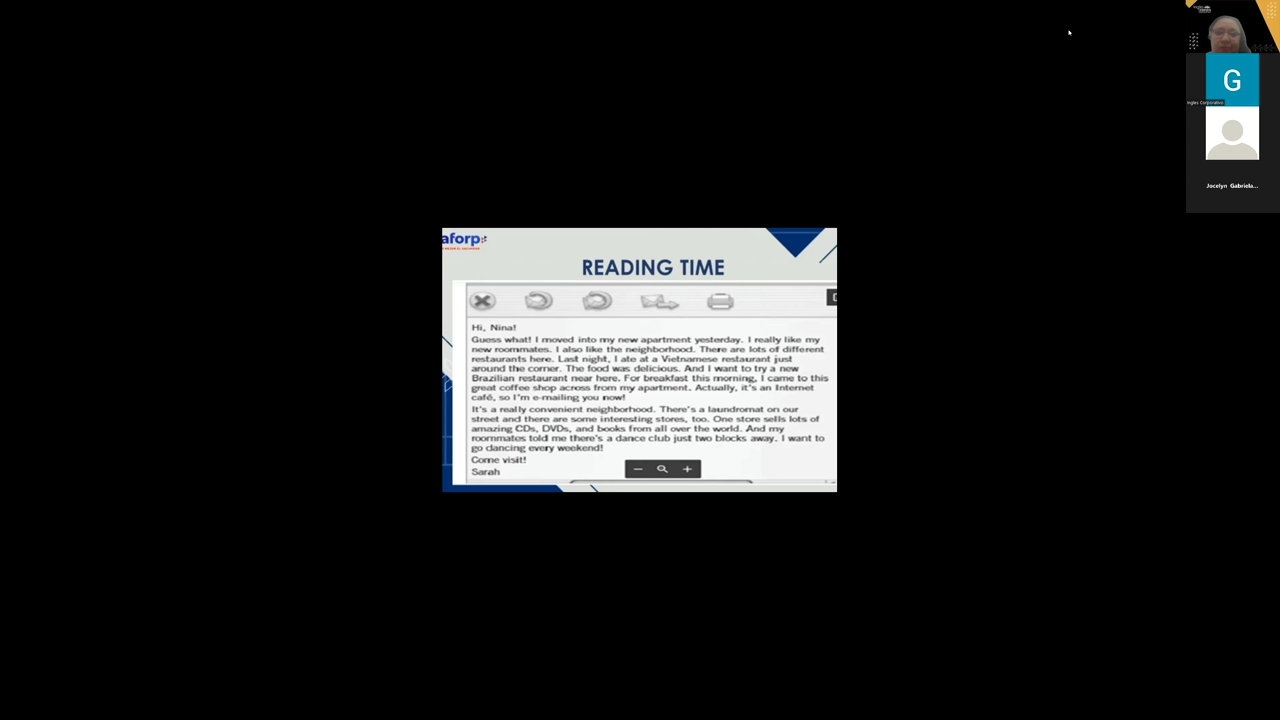 aforp
READING TIME
Hi, Nina!
Guess what! I moved into my new apartment yesterday. I really like my
new roommates. I also like the neighborhood. There are lots of different
restaurants here. Last night, I ate at a Vietnamese restaurant just
around the corner. The food was delicious. And I want to try a new
Brazilian restaurant near here. For breakfast this morning, I came to this
great coffee shop across from my apartment. Actually, it's an Internet
café, so I'm e-mailing you now!
It's a really convenient neighborhood. There's a laundromat on our
street and there are some interesting stores, too. One store sells lots of
amazing CDs, DVDs, and books from all over the world. And my
roommates told me there's a dance club just two blocks away. I want to
go dancing every weekend!
Come visit!
Sarah
G
Ingles Corporativo
Jocelyn Gabriela...